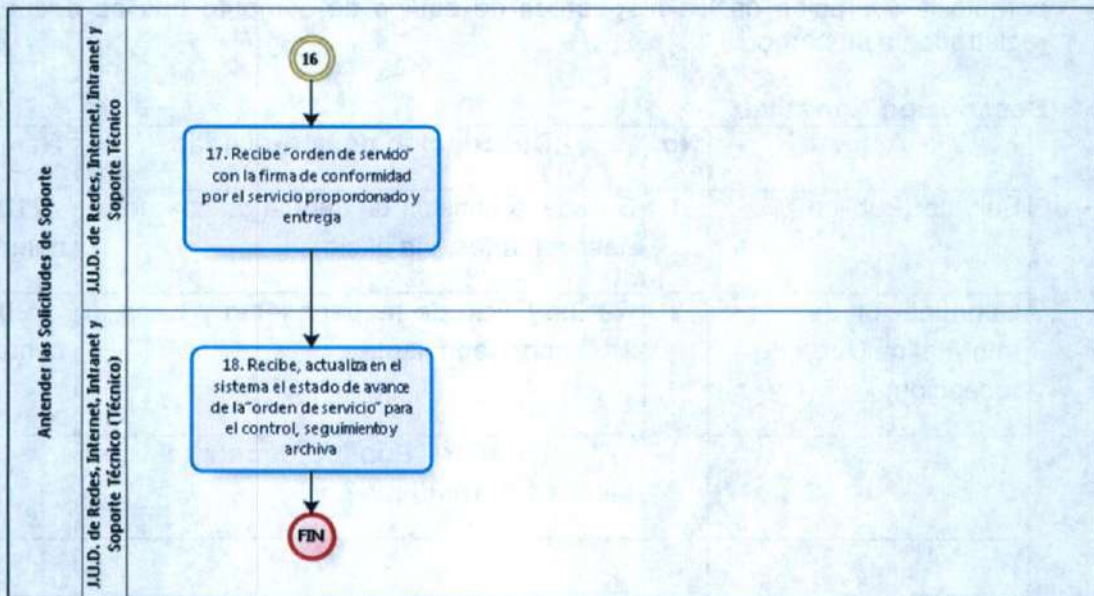 Antender las Solicitudes de Soporte
J.U.D. de Redes, Internet, Intranet y
Soporte Técnico
16
17. Recibe "orden de servicio"
con la firma de conformidad
por el servicio proporcionado y
entrega
J.U.D. de Redes, Internet, Intranet y
Soporte Técnico (Técnico)
18. Recibe, actualiza en el
sistema el estado de avance
de la "orden de servicio" para
el control, seguimiento y
archiva
FIN